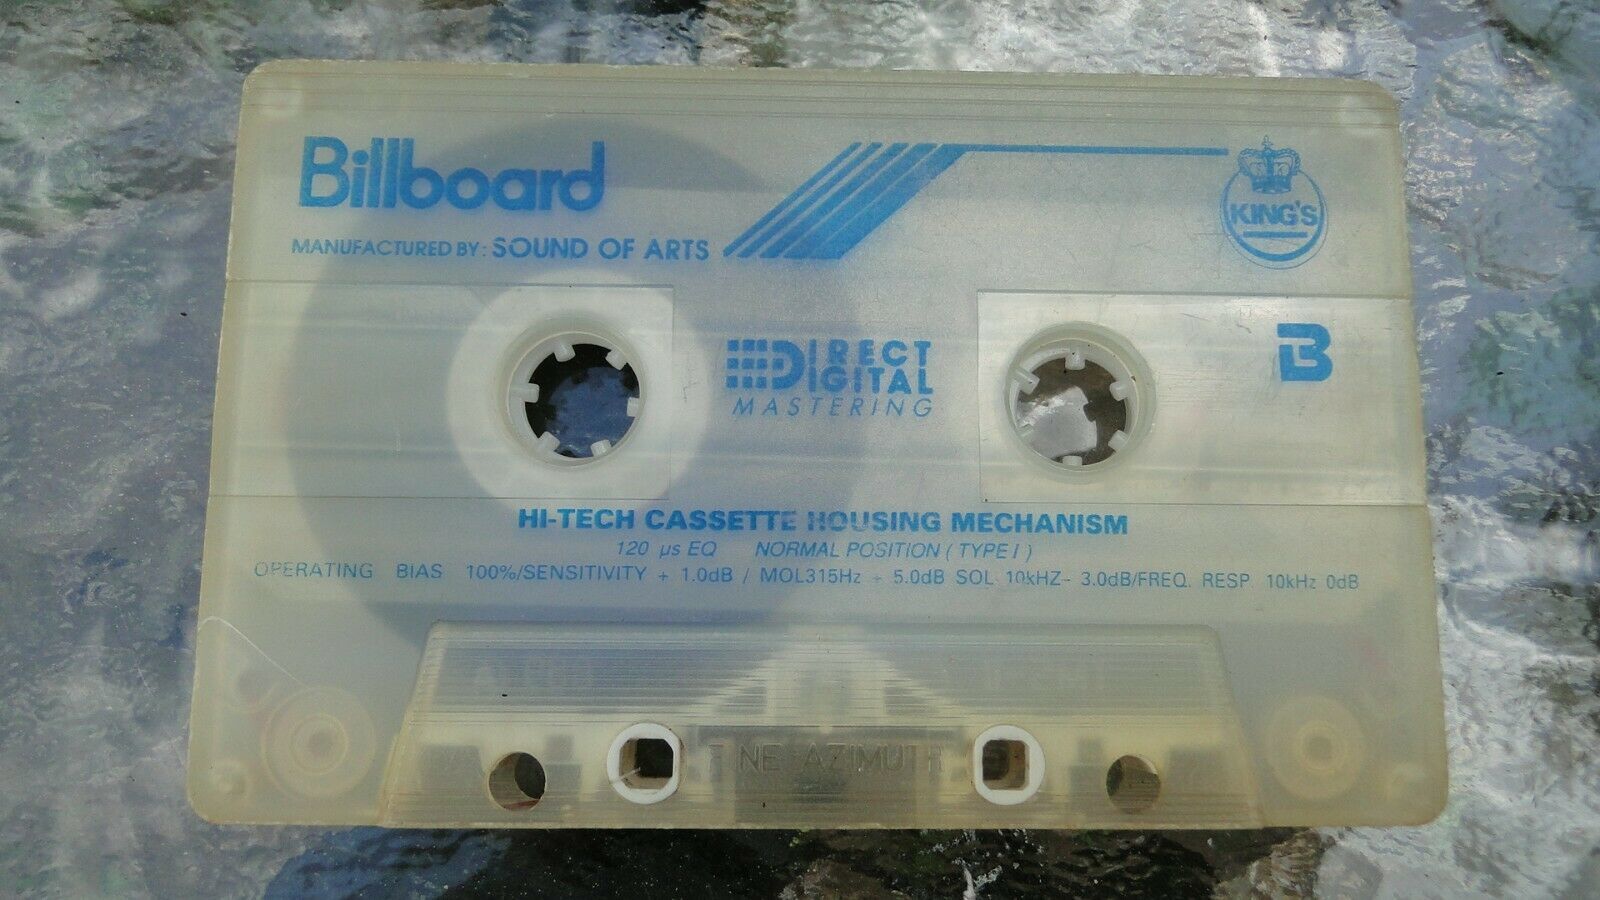 Billboard
MANUFACTURED BY: SOUND OF ARTS
KING'S
DIRECT
DIGITAL
MASTERING
B
HI-TECH CASSETTE HOUSING MECHANISM
120 µs EQ NORMAL POSITION ( TYPE I )
OPERATING BIAS 100%/SENSITIVITY + 1.0dB / MOL315Hz + 5.0dB SOL 10kHZ- 3.0dB/FREQ. RESP. 10kHz 0dB
FINE AZIMUTH